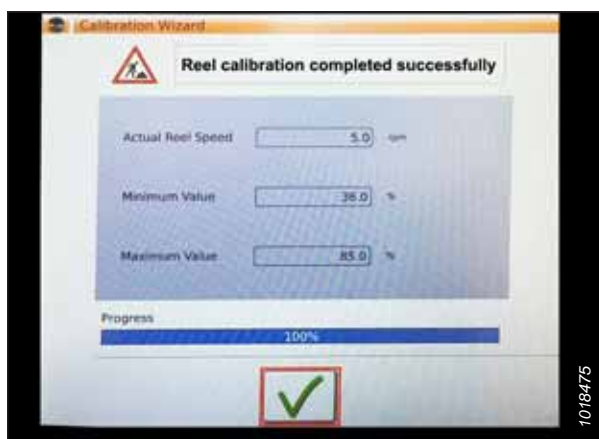 Calibration Wizard
Reel calibration completed successfully
Actual Reel Speed 5.0 rpm
Minimum Value 36.0 %
Maximum Value 85.0 %
Progress
100%
1018475